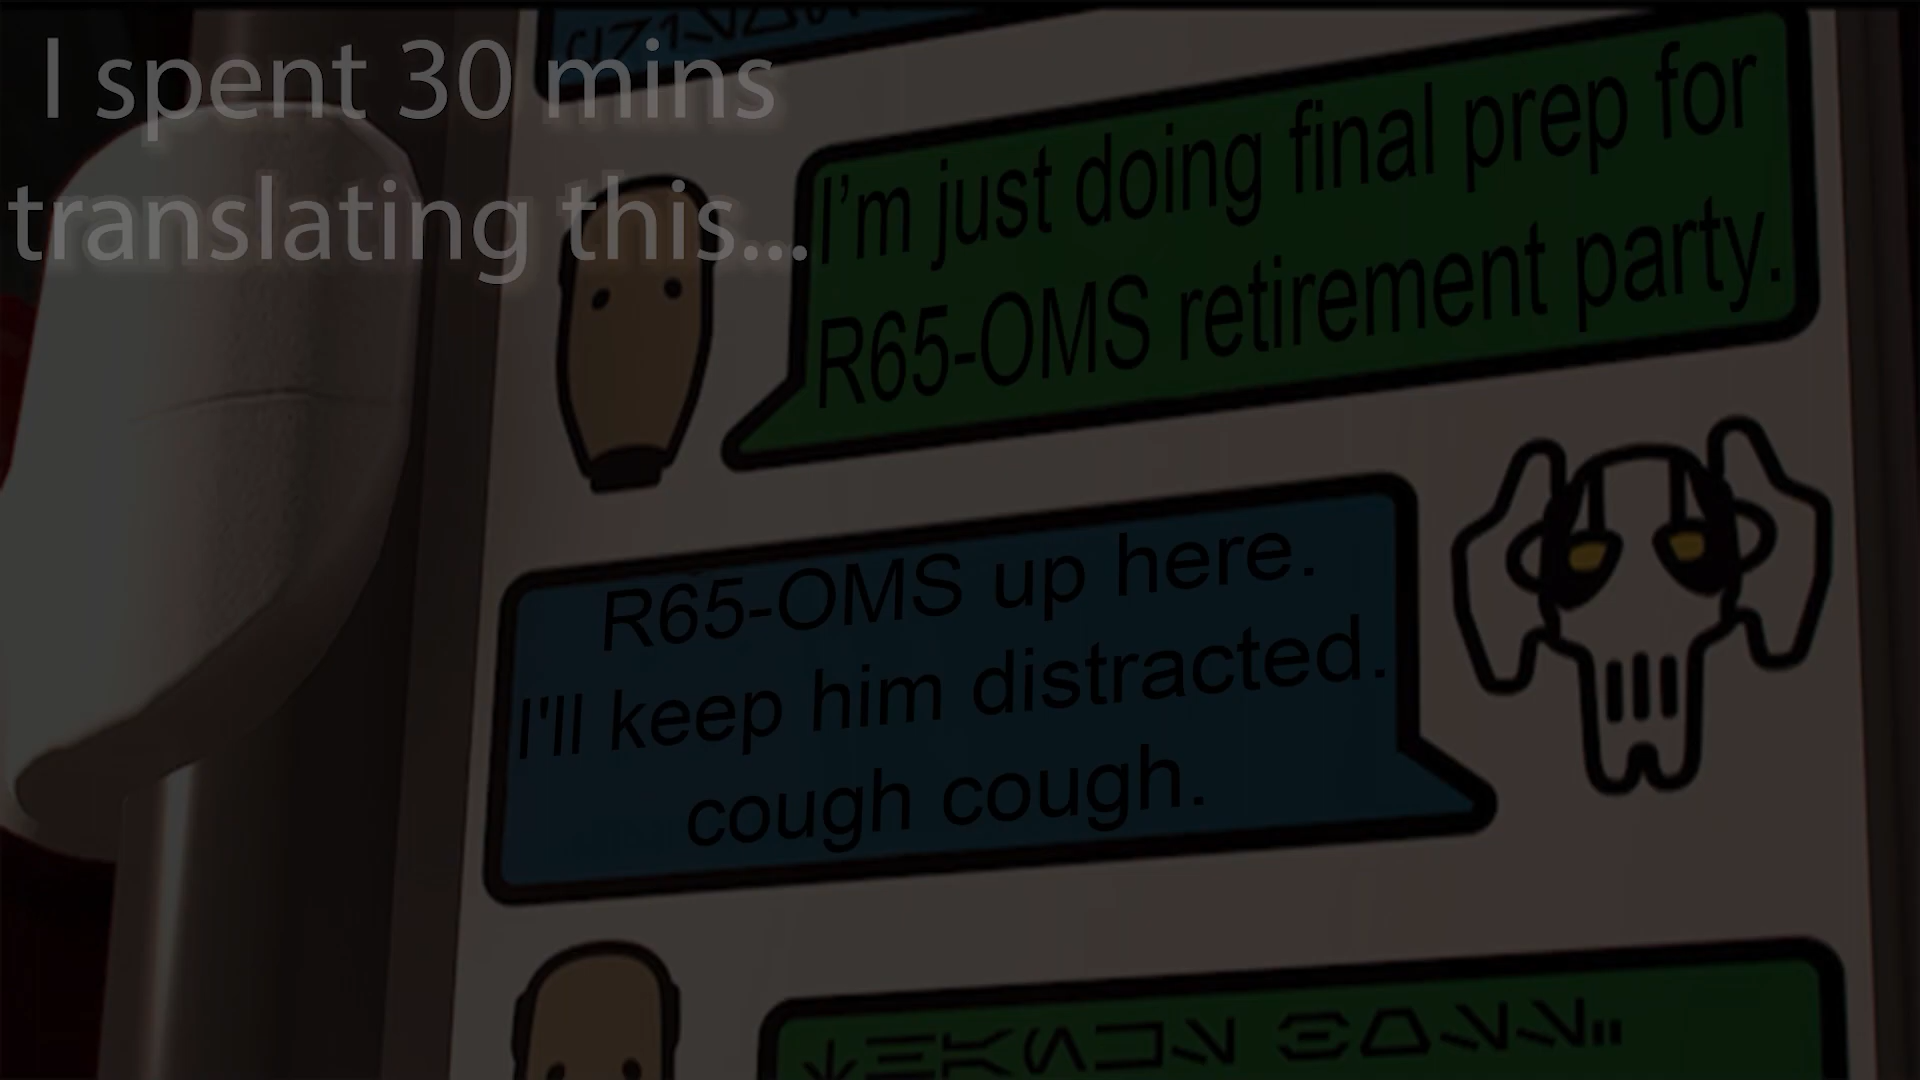 I spent 30 mins
translating this...
I'm just doing final prep for
R65-OMS retirement party.
R65-OMS up here.
I'll keep him distracted.
cough cough.